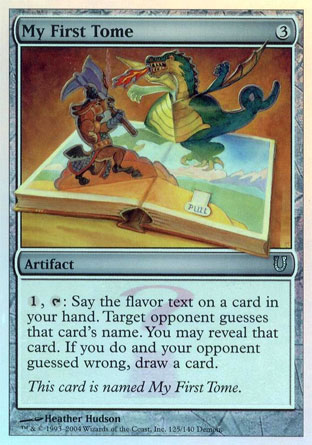 My First Tome 3
PULL
Artifact
1, T: Say the flavor text on a card in
your hand. Target opponent guesses
that card's name. You may reveal that
card. If you do and your opponent
guessed wrong, draw a card.
This card is named My First Tome.
Heather Hudson
™ & © 1993–2004 Wizards of the Coast, Inc. 125/140